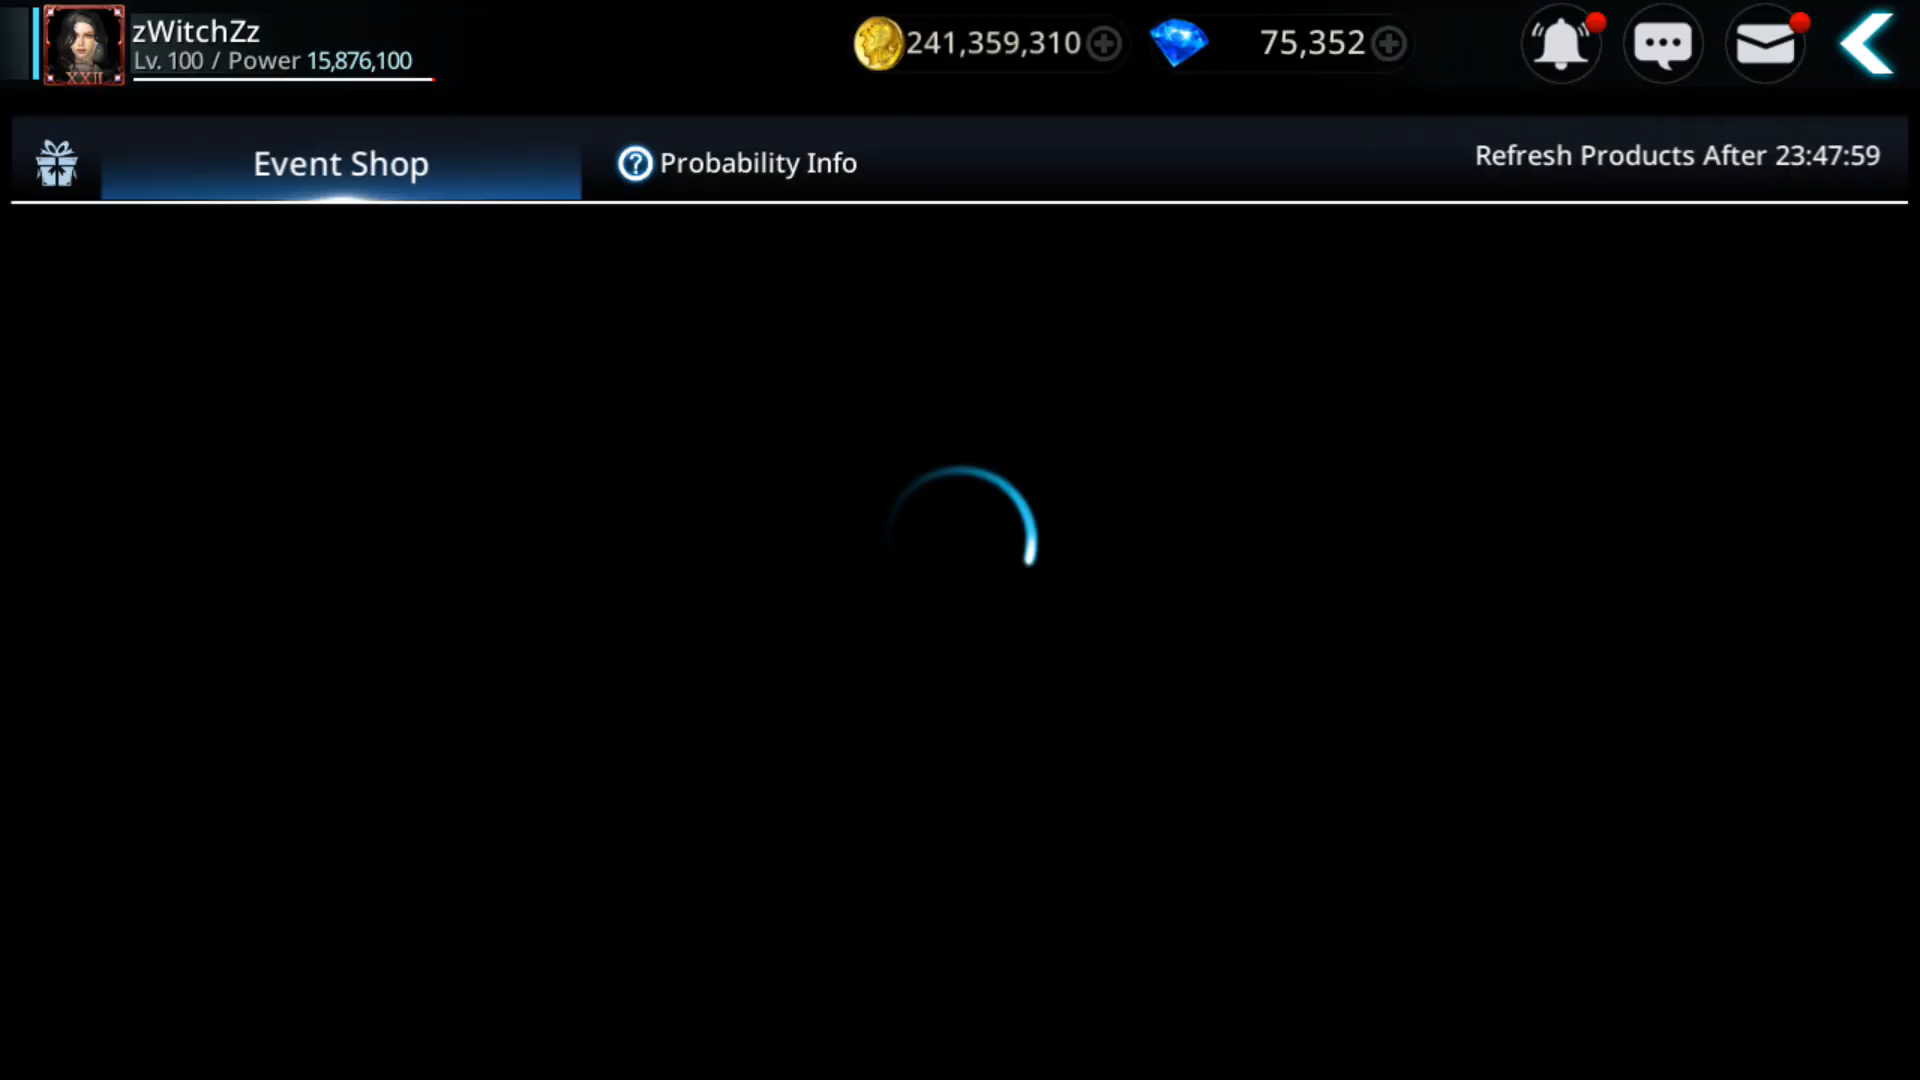 zWitchZz
Lv. 100 / Power 15,876,100
XXII
241,359,310
75,352
Event Shop
Probability Info
Refresh Products After 23:47:59